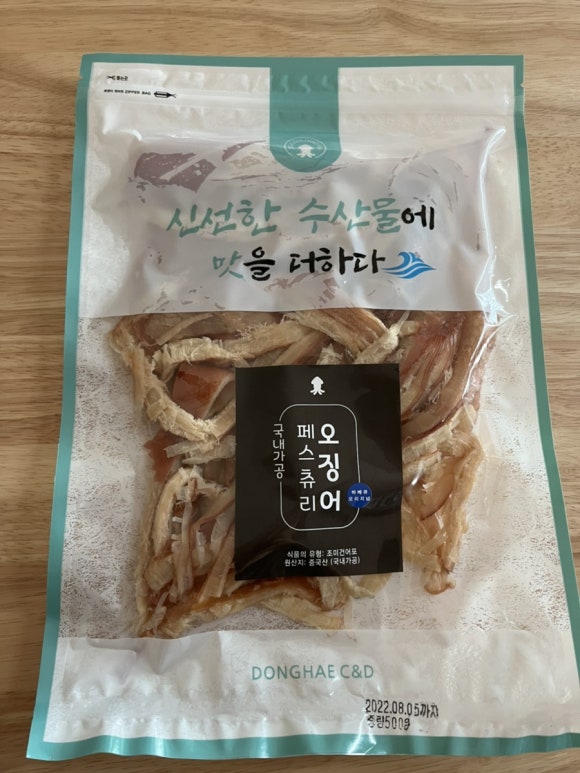 신선한 수산물에
맛을 더하다
오징어
페스츄리
국내가공
식품의 유형: 조미건어포
원산지: 중국산 (국내가공)
DONGHAE C&D
2022.08.05까지
중량500g